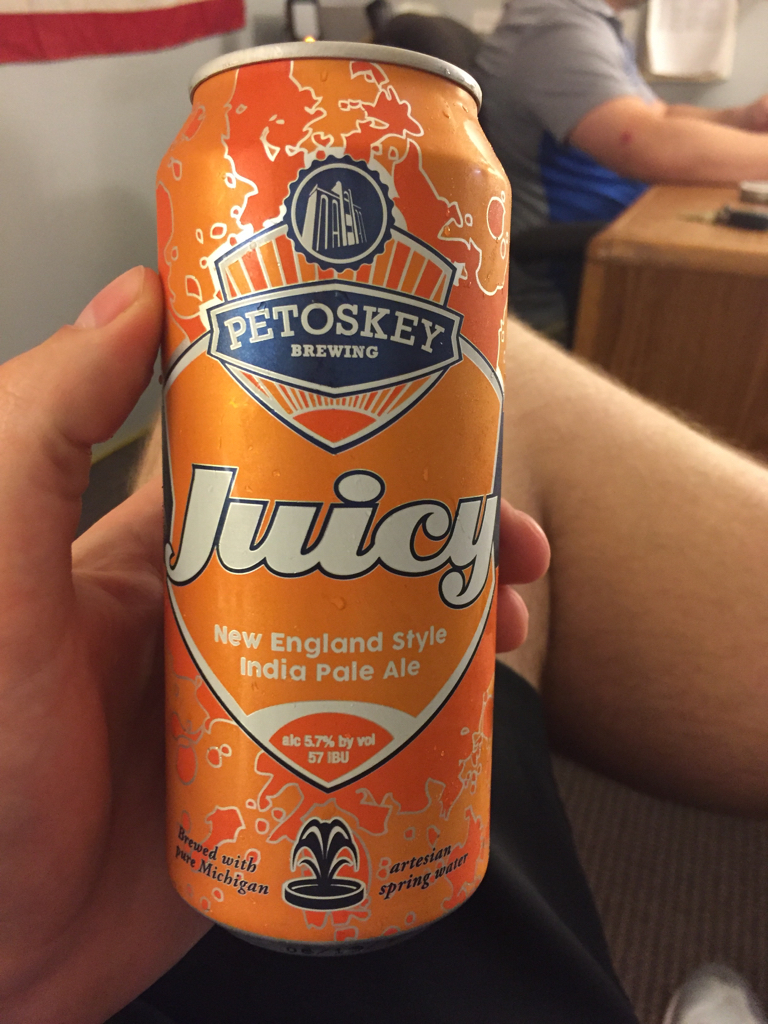 PETOSKEY
BREWING
Juicy
New England Style
India Pale Ale
alc 5.7% by vol
57 IBU
Brewed with
pure Michigan
artesian
spring water